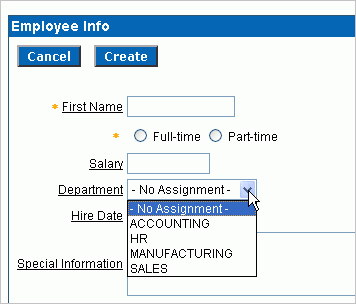 Employee Info
Cancel Create
* First Name
* Full-time Part-time
Salary
Department - No Assignment -
- No Assignment -
ACCOUNTING
Hire Date
HR
MANUFACTURING
Special Information
SALES